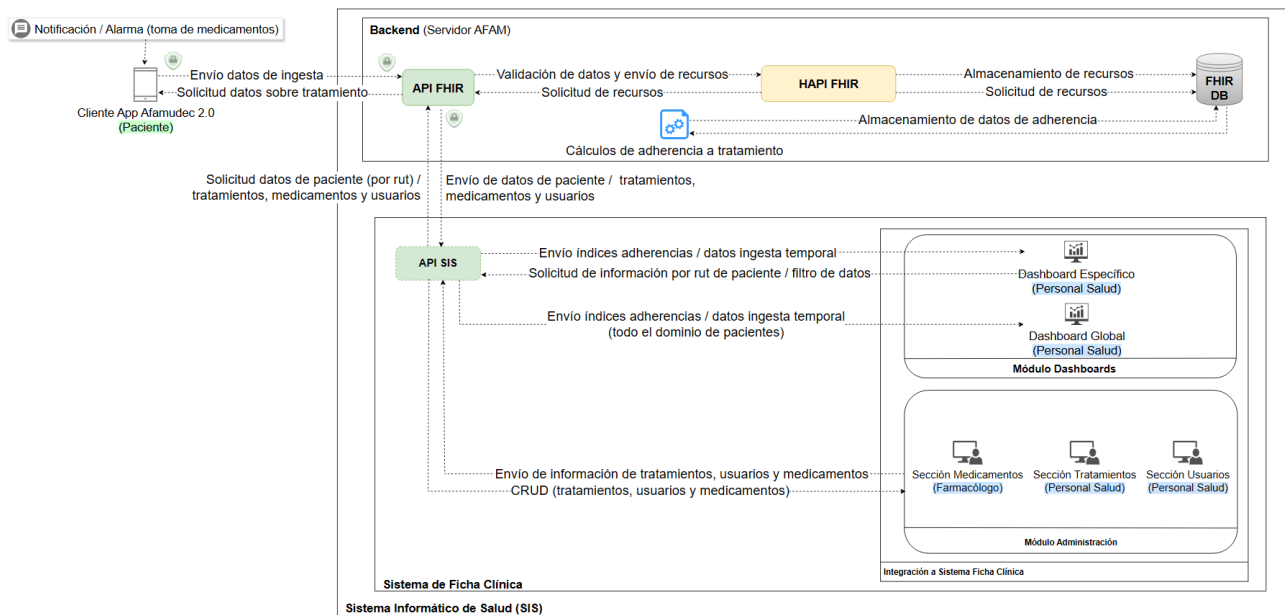 Notificación / Alarma (toma de medicamentos)
Backend (Servidor AFAM)
Envío datos de ingesta
Solicitud datos sobre tratamiento
Cliente App Afamudec 2.0
(Paciente)
API FHIR
Validación de datos y envío de recursos
Solicitud de recursos
HAPI FHIR
Almacenamiento de recursos
Solicitud de recursos
FHIR
DB
Almacenamiento de datos de adherencia
Cálculos de adherencia a tratamiento
Solicitud datos de paciente (por rut) /
tratamientos, medicamentos y usuarios
Envío de datos de paciente / tratamientos,
medicamentos y usuarios
API SIS
Envío índices adherencias / datos ingesta temporal
Solicitud de información por rut de paciente / filtro de datos
Dashboard Específico
(Personal Salud)
Envío índices adherencias / datos ingesta temporal
(todo el dominio de pacientes)
Dashboard Global
(Personal Salud)
Módulo Dashboards
Envío de información de tratamientos, usuarios y medicamentos
CRUD (tratamientos, usuarios y medicamentos)
Sección Medicamentos
(Farmacólogo)
Sección Tratamientos
(Personal Salud)
Sección Usuarios
(Personal Salud)
Módulo Administración
Integración a Sistema Ficha Clínica
Sistema de Ficha Clínica
Sistema Informático de Salud (SIS)